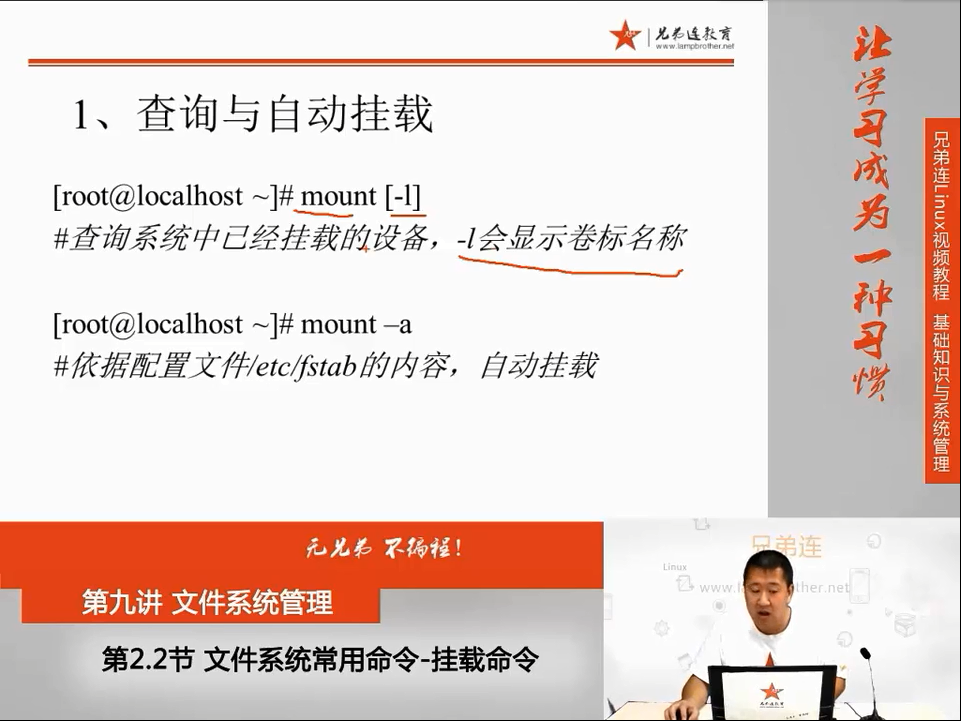 兄弟连教育
www.lampbrother.net
1、查询与自动挂载
[root@localhost ~]# mount [-l]
#查询系统中已经挂载的设备，-l会显示卷标名称
[root@localhost ~]# mount –a
#依据配置文件/etc/fstab的内容，自动挂载
让学习成为一种习惯
兄弟连Linux视频教程 基础知识与系统管理
无兄弟 不编程！
第九讲 文件系统管理
第2.2节 文件系统常用命令-挂载命令
兄弟连
Linux